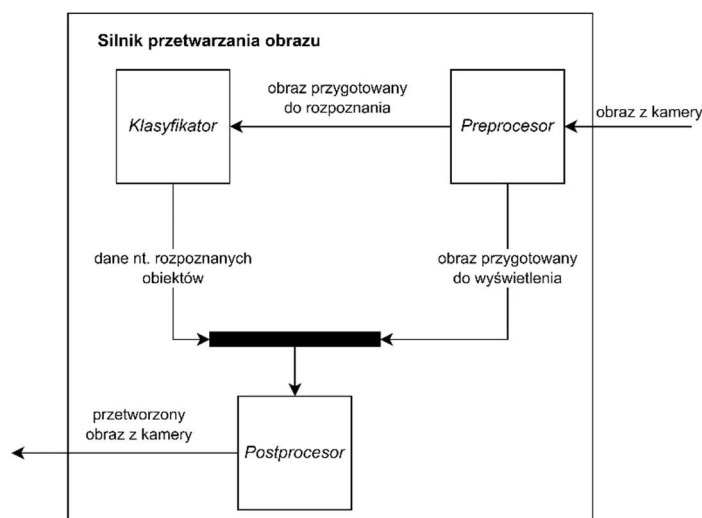 Silnik przetwarzania obrazu
obraz przygotowany
do rozpoznania
obraz z kamery
Klasyfikator
Preprocesor
dane nt. rozpoznanych
obiektów
obraz przygotowany
do wyświetlenia
przetworzony
obraz z kamery
Postprocesor